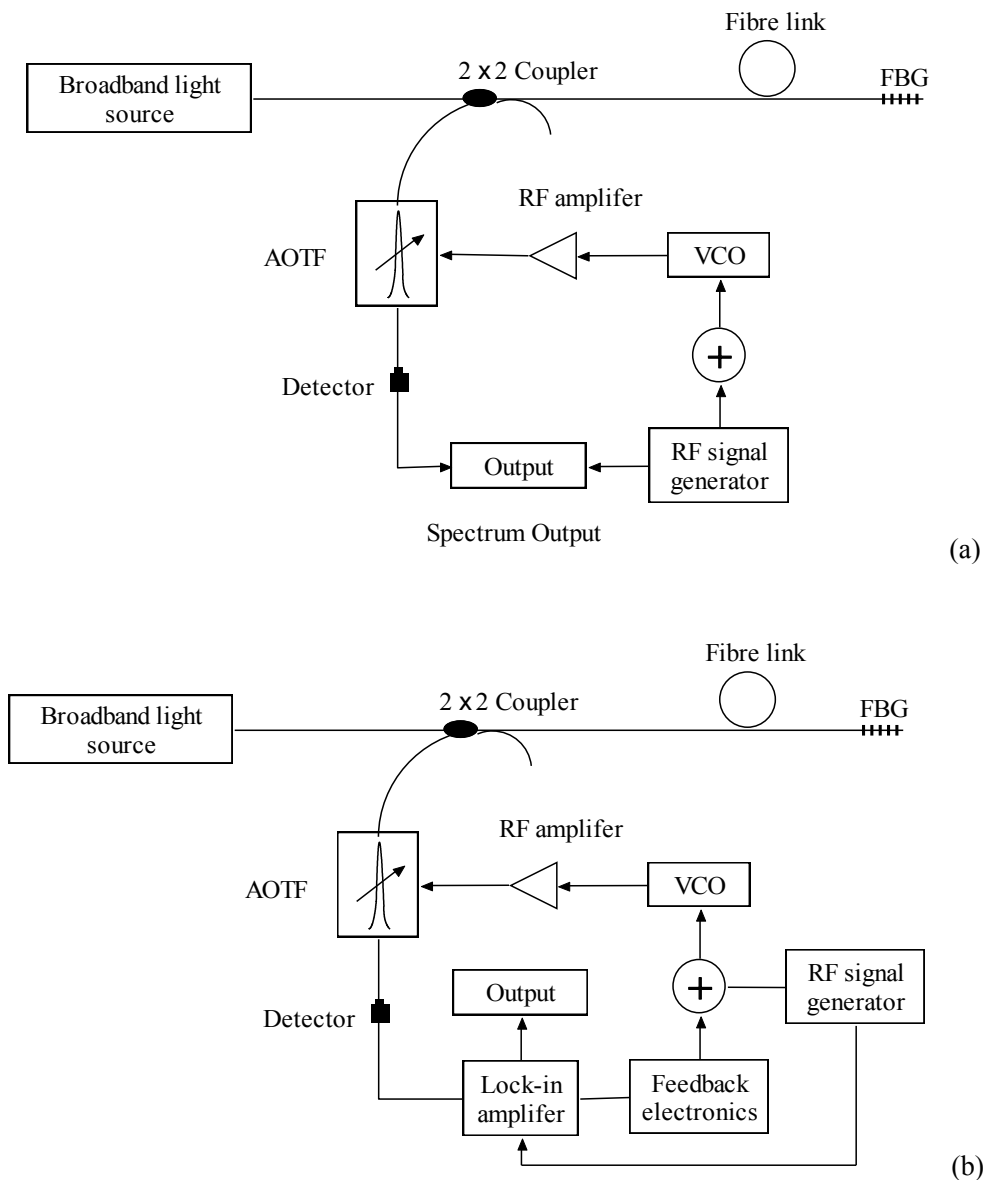 Fibre link
2 x 2 Coupler
FBG
Broadband light
source
RF amplifer
VCO
AOTF
+
Detector
Output
RF signal
generator
Spectrum Output
(a)
Fibre link
2 x 2 Coupler
FBG
Broadband light
source
RF amplifer
VCO
AOTF
+
RF signal
generator
Output
Detector
Lock-in
amplifer
Feedback
electronics
(b)